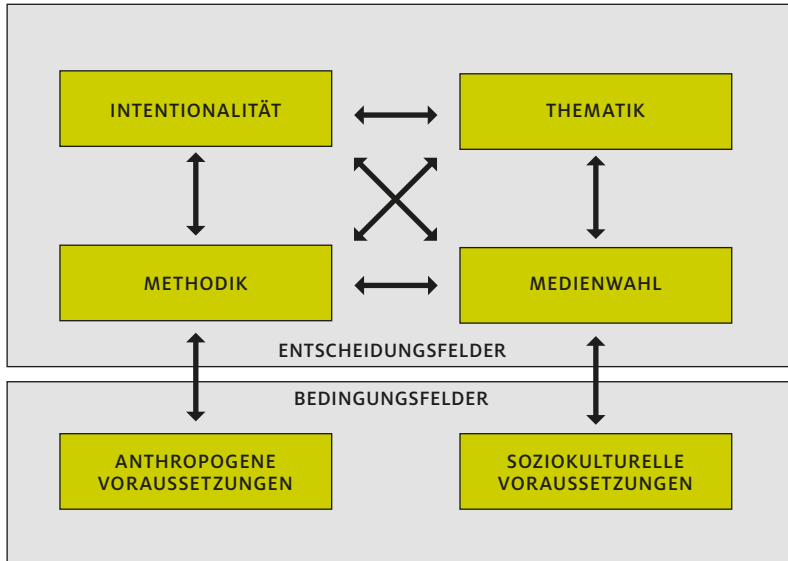 INTENTIONALITÄT
THEMATIK
METHODIK
MEDIENWAHL
ENTSCHEIDUNGSFELDER
BEDINGUNGSFELDER
ANTHROPOGENE
VORAUSSETZUNGEN
SOZIOKULTURELLE
VORAUSSETZUNGEN